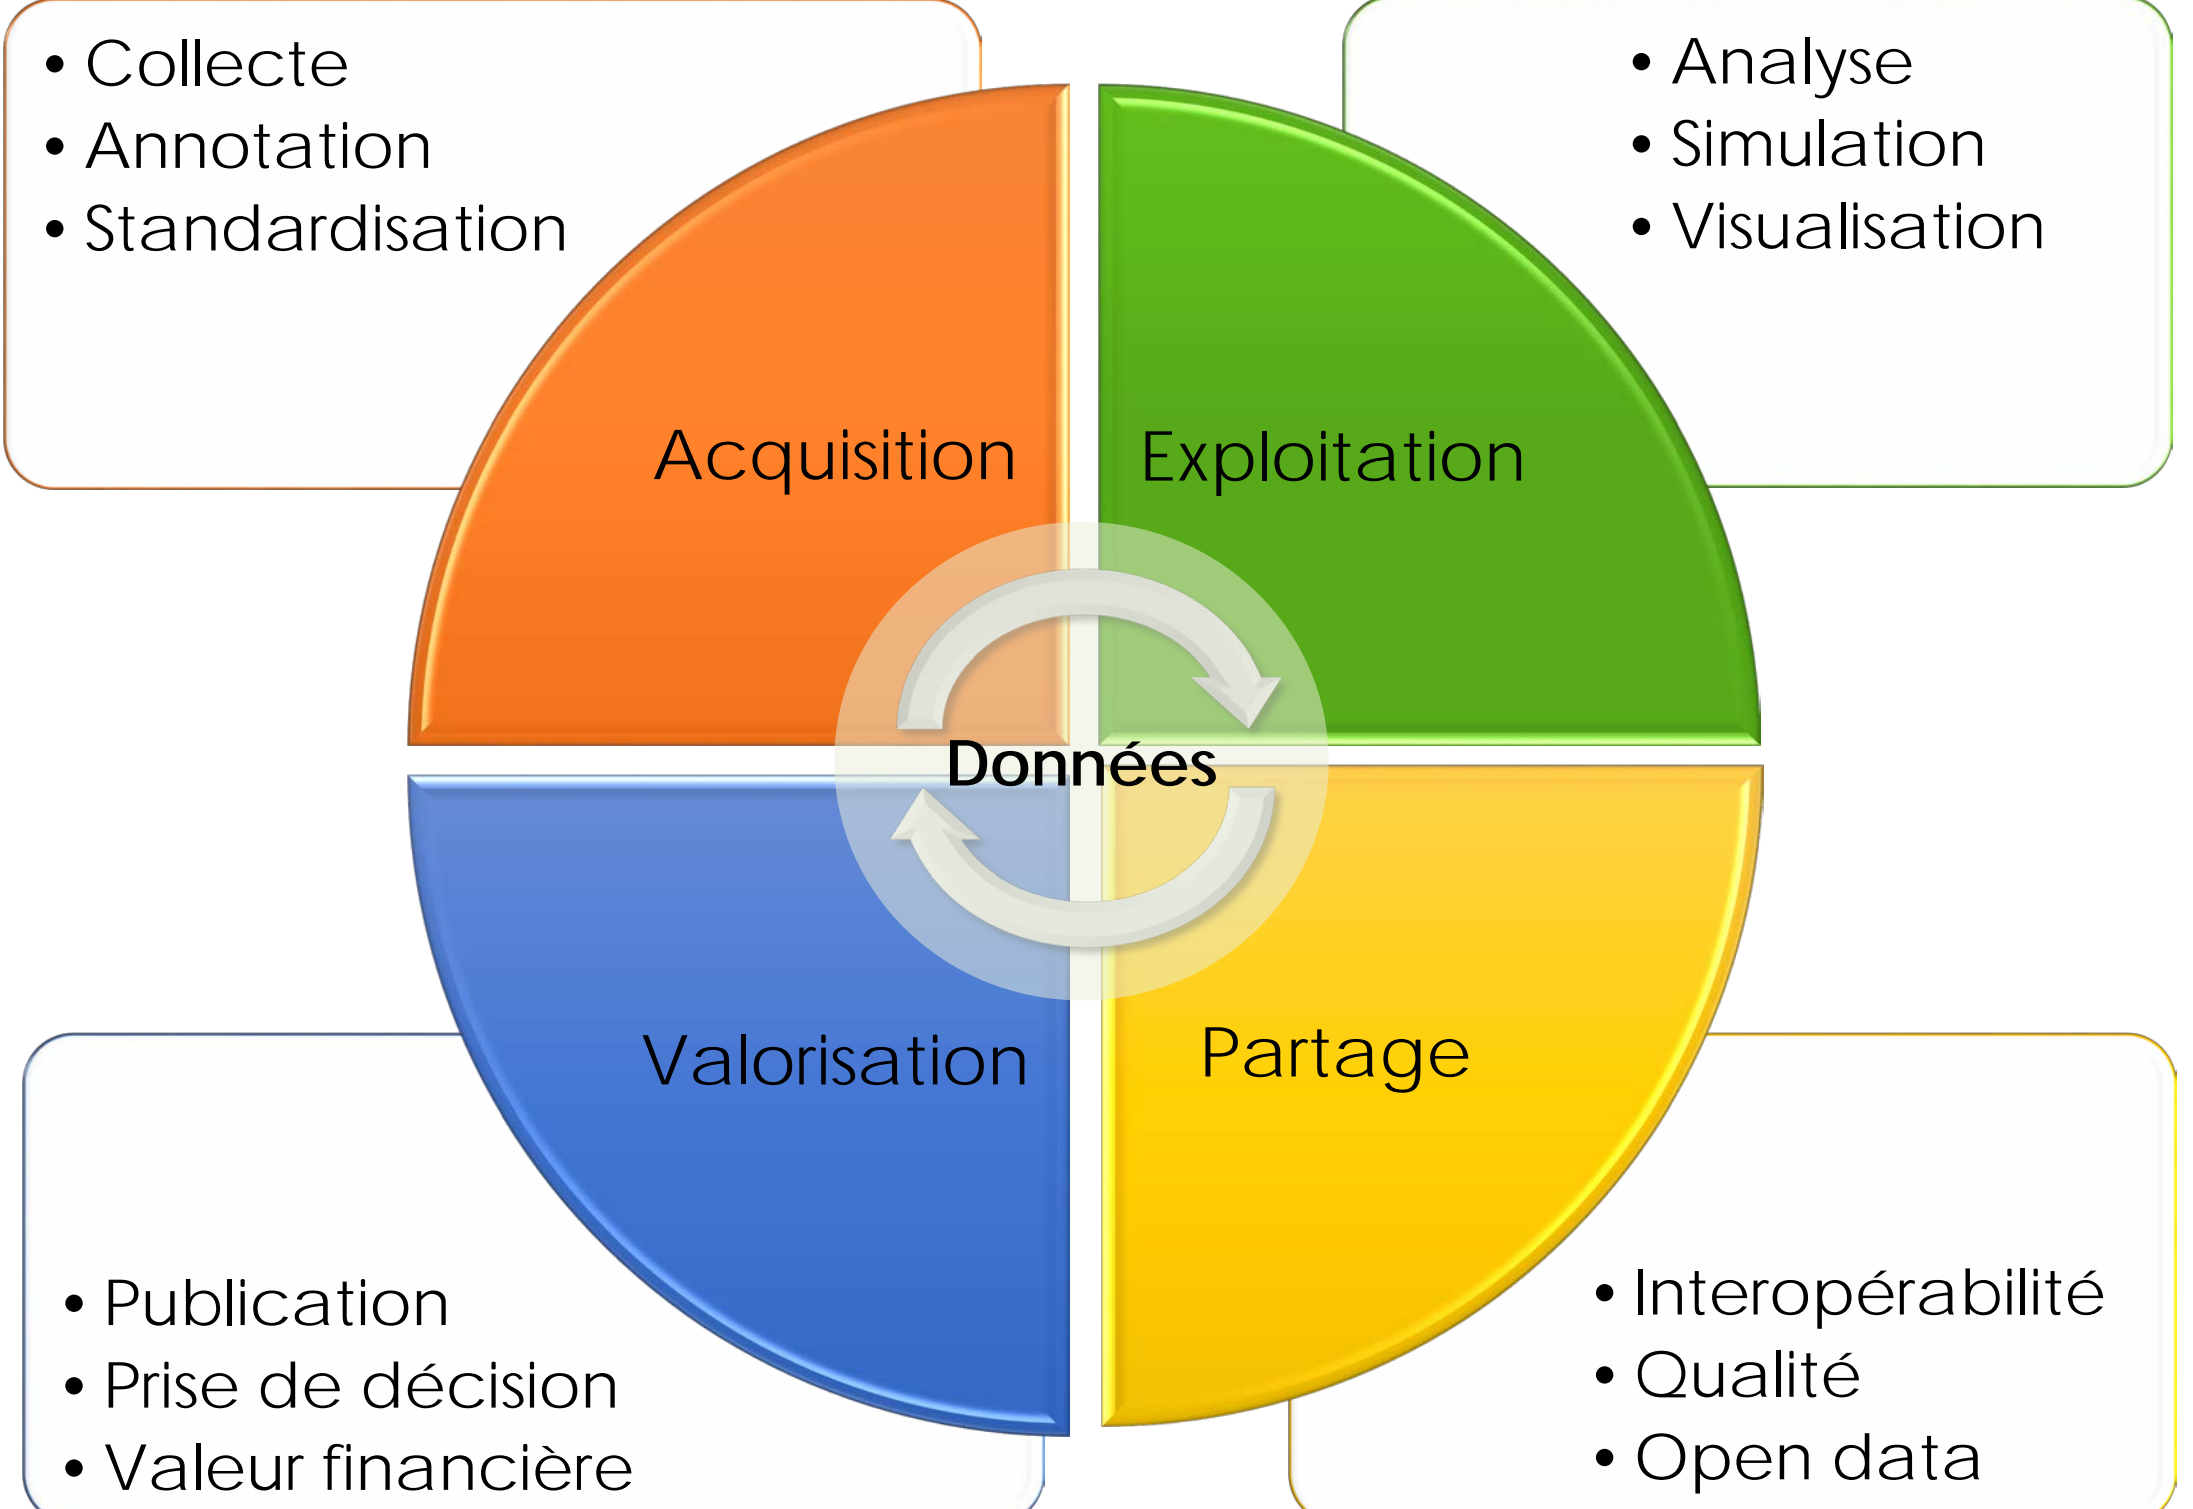 • Collecte
• Annotation
• Standardisation
• Analyse
• Simulation
• Visualisation
Acquisition
Exploitation
Données
Valorisation
Partage
• Publication
• Prise de décision
• Valeur financière
• Interopérabilité
• Qualité
• Open data